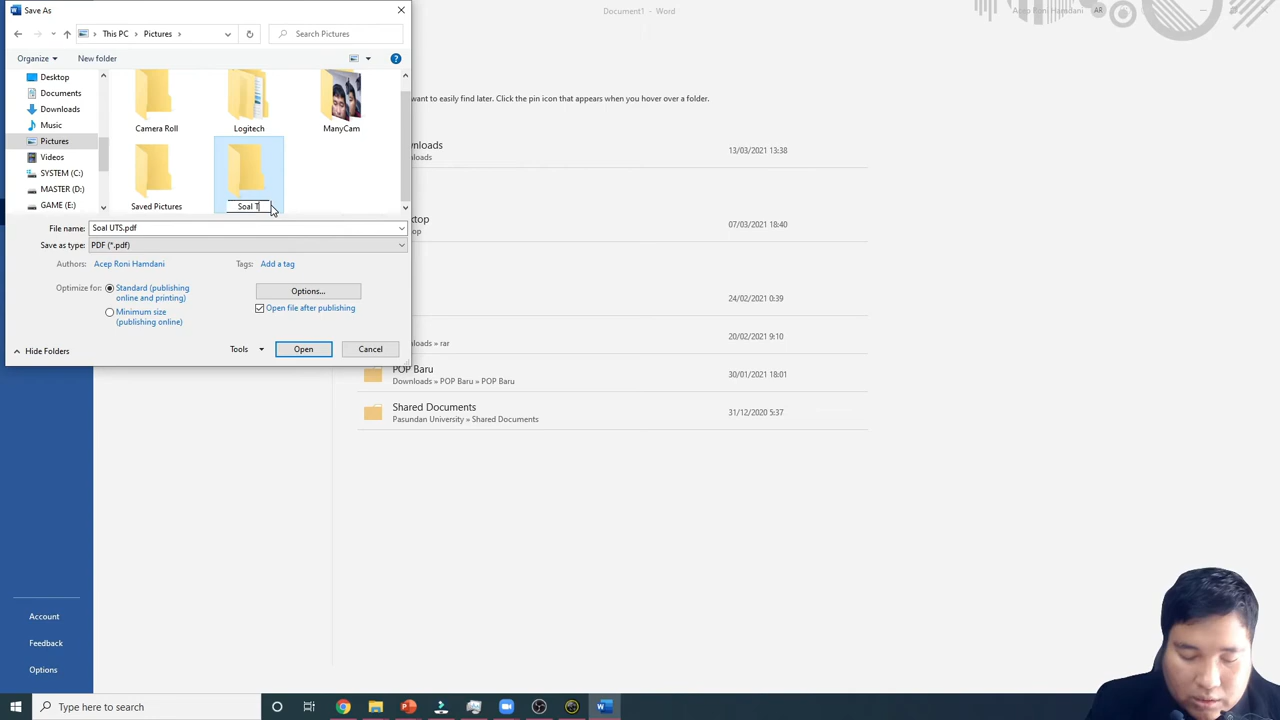 Save As
Document1 - Word
Acep Roni Hamdani
AR
This PC
Pictures
Search Pictures
Organize
New folder
Desktop
Documents
Downloads
Music
Pictures
Videos
SYSTEM (C:)
MASTER (D:)
GAME (E:)
Camera Roll
Logitech
ManyCam
Saved Pictures
Soal T
File name:
Soal UTS.pdf
Save as type:
PDF (*.pdf)
Authors:
Acep Roni Hamdani
Tags:
Add a tag
Optimize for:
Standard (publishing
online and printing)
Minimum size
(publishing online)
Options...
Open file after publishing
Hide Folders
Tools
Open
Cancel
want to easily find later. Click the pin icon that appears when you hover over a folder.
wnloads
nloads
13/03/2021 13:38
ktop
op
07/03/2021 18:40
24/02/2021 0:39
loads » rar
20/02/2021 9:10
POP Baru
Downloads » POP Baru » POP Baru
30/01/2021 18:01
Shared Documents
Pasundan University » Shared Documents
31/12/2020 5:37
Account
Feedback
Options
Type here to search